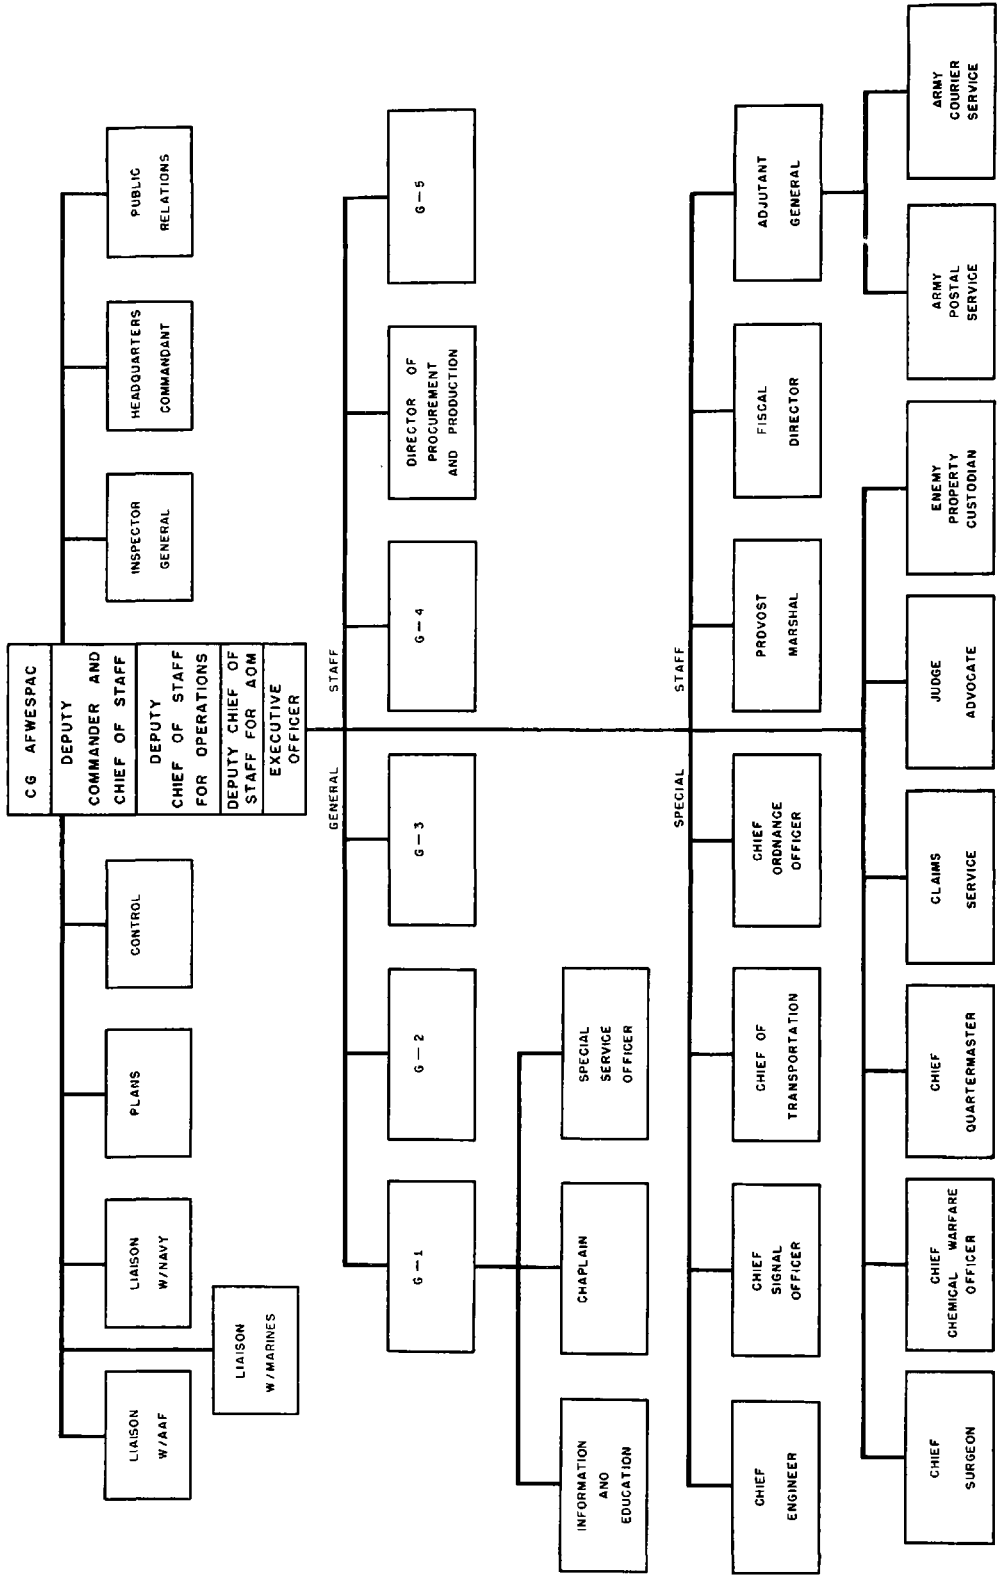 CG AFWESPAC
DEPUTY
COMMANDER AND
CHIEF OF STAFF
DEPUTY
CHIEF OF STAFF
FOR OPERATIONS
DEPUTY CHIEF OF
STAFF FOR AOM
EXECUTIVE
OFFICER
LIAISON
W/AAF
LIAISON
W/MARINES
LIAISON
W/NAVY
PLANS
CONTROL
INSPECTOR
GENERAL
HEADQUARTERS
COMMANDANT
PUBLIC
RELATIONS
GENERAL STAFF
G-1
G-2
G-3
G-4
DIRECTOR OF
PROCUREMENT
AND PRODUCTION
G-5
INFORMATION
ANO
EDUCATION
CHAPLAIN
SPECIAL
SERVICE
OFFICER
SPECIAL STAFF
CHIEF
ENGINEER
CHIEF
SIGNAL
OFFICER
CHIEF OF
TRANSPORTATION
CHIEF
ORDNANCE
OFFICER
PROVOST
MARSHAL
FISCAL
DIRECTOR
ADJUTANT
GENERAL
CHIEF
SURGEON
CHIEF
CHEMICAL WARFARE
OFFICER
CHIEF
QUARTERMASTER
CLAIMS
SERVICE
JUDGE
ADVOCATE
ENEMY
PROPERTY
CUSTODIAN
ARMY
POSTAL
SERVICE
ARMY
COURIER
SERVICE